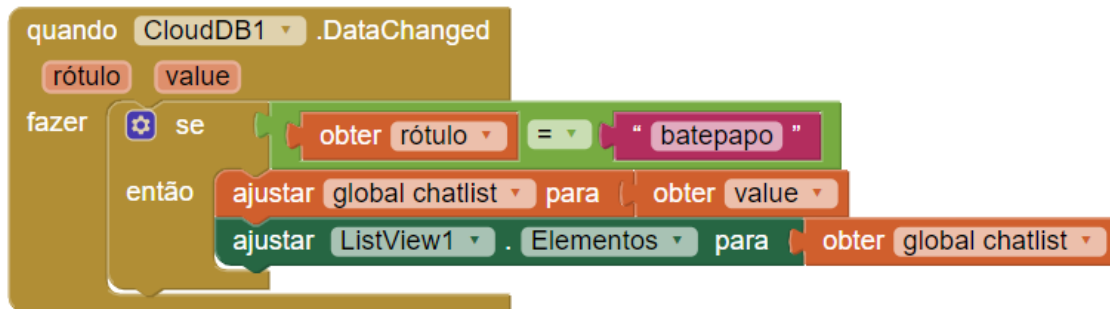 quando CloudDB1 .DataChanged
rótulo value
fazer se obter rótulo = “ batepapo ”
então ajustar global chatlist para obter value
ajustar ListView1 . Elementos para obter global chatlist